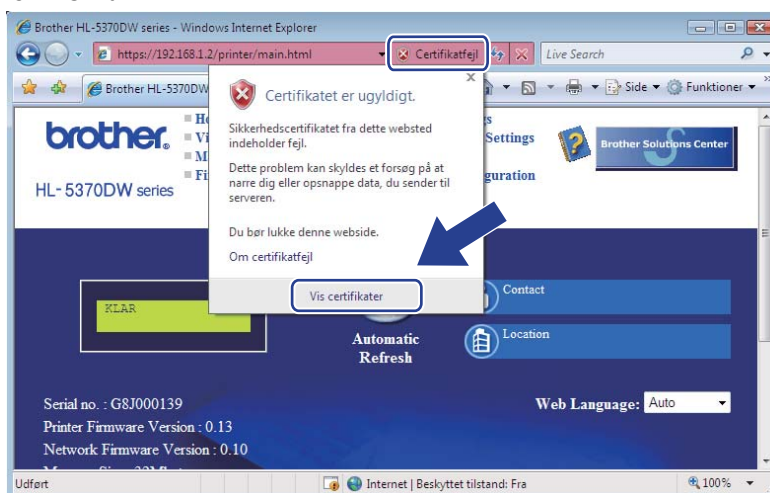 Brother HL-5370DW series - Windows Internet Explorer
https://192.168.1.2/printer/main.html
Certifikatfejl
Live Search
Brother HL-5370DW
Side
Funktioner
Certifikatet er ugyldigt.
Sikkerhedscertifikatet fra dette websted
indeholder fejl.
Dette problem kan skyldes et forsøg på at
narre dig eller opsnappe data, du sender til
serveren.
Du bør lukke denne webside.
Om certifikatfejl
Vis certifikater
brother
HL-5370DW series
Settings
Brother Solutions Center
KLAR
Automatic
Refresh
Contact
Location
Serial no. : G8J000139
Web Language: Auto
Printer Firmware Version : 0.13
Network Firmware Version : 0.10
Udført
Internet | Beskyttet tilstand: Fra
100%